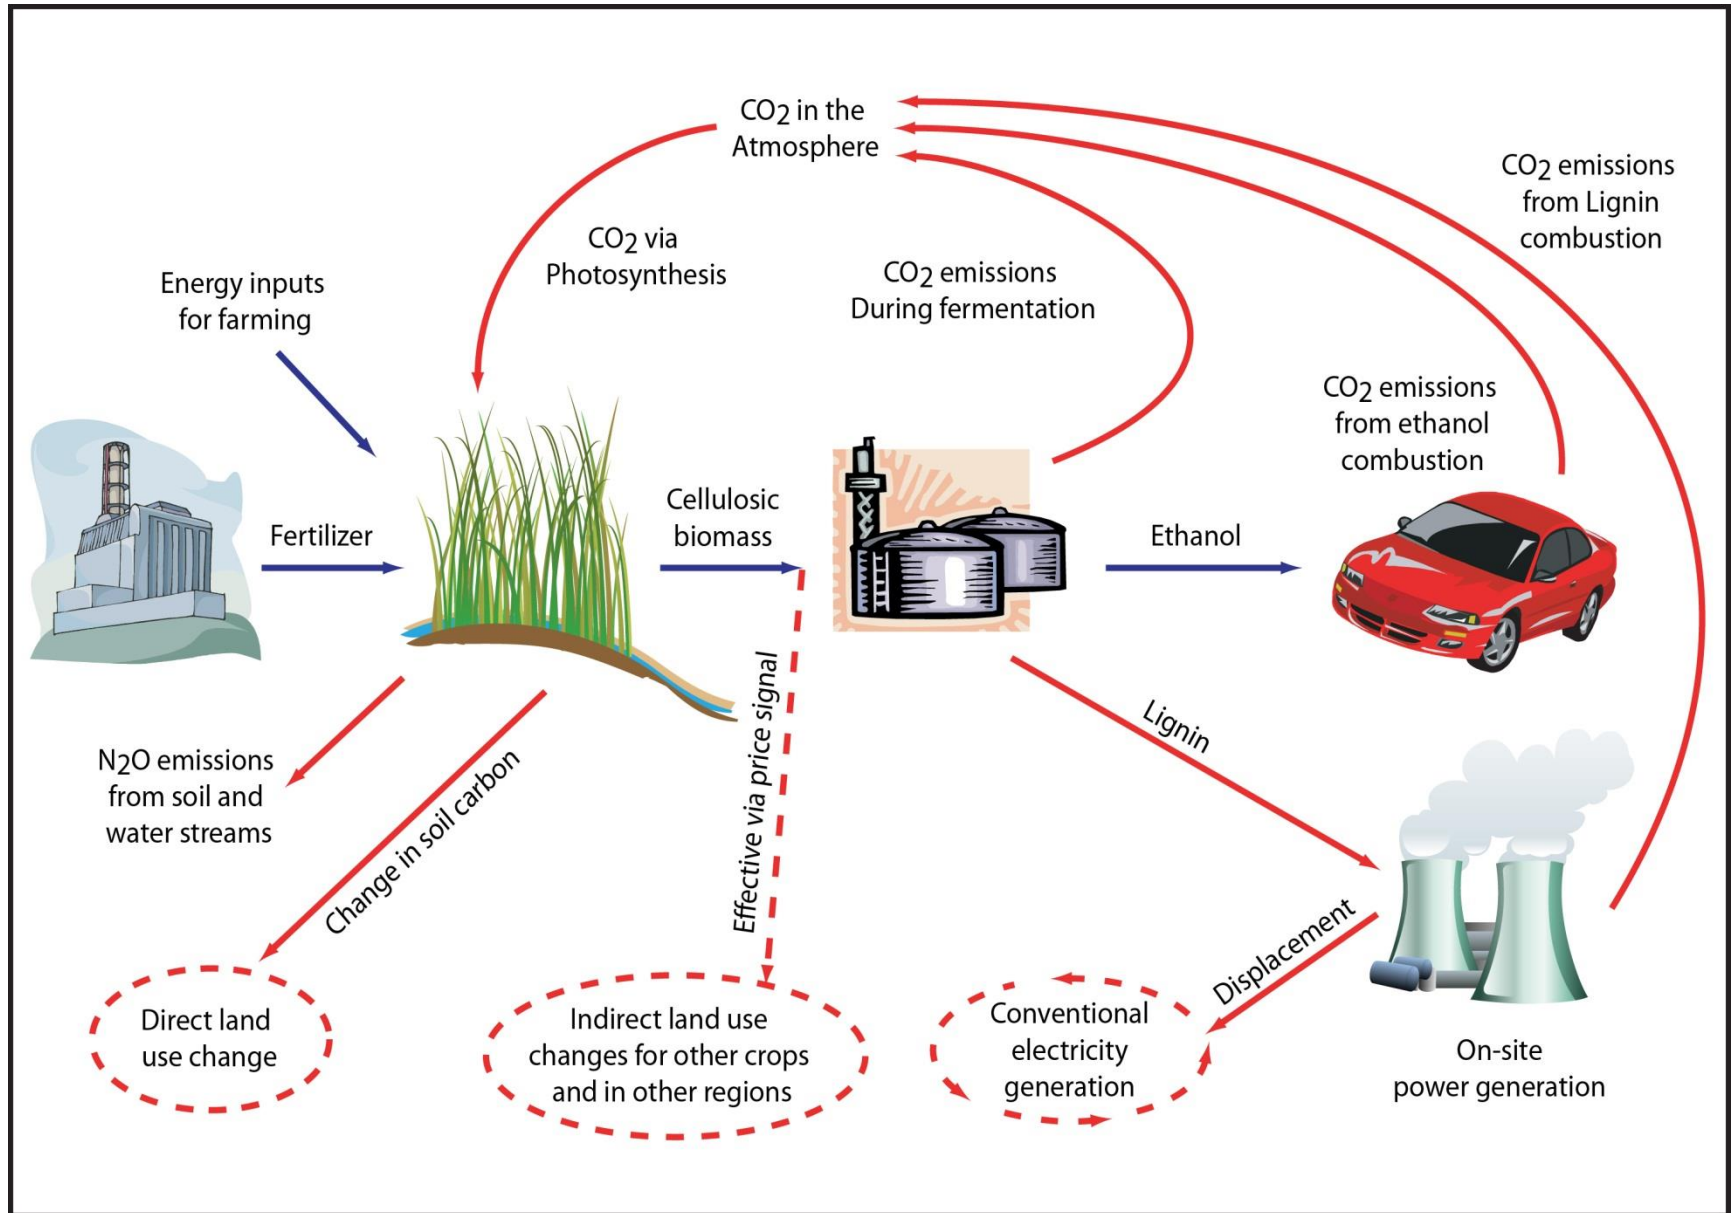 CO2 in the
Atmosphere
CO2 emissions
from Lignin
combustion
CO2 via
Photosynthesis
CO2 emissions
During fermentation
Energy inputs
for farming
CO2 emissions
from ethanol
combustion
Fertilizer
Cellulosic
biomass
Ethanol
Effective via price signal
Lignin
N2O emissions
from soil and
water streams
Change in soil carbon
Displacement
Direct land
use change
Indirect land use
changes for other crops
and in other regions
Conventional
electricity
generation
On-site
power generation